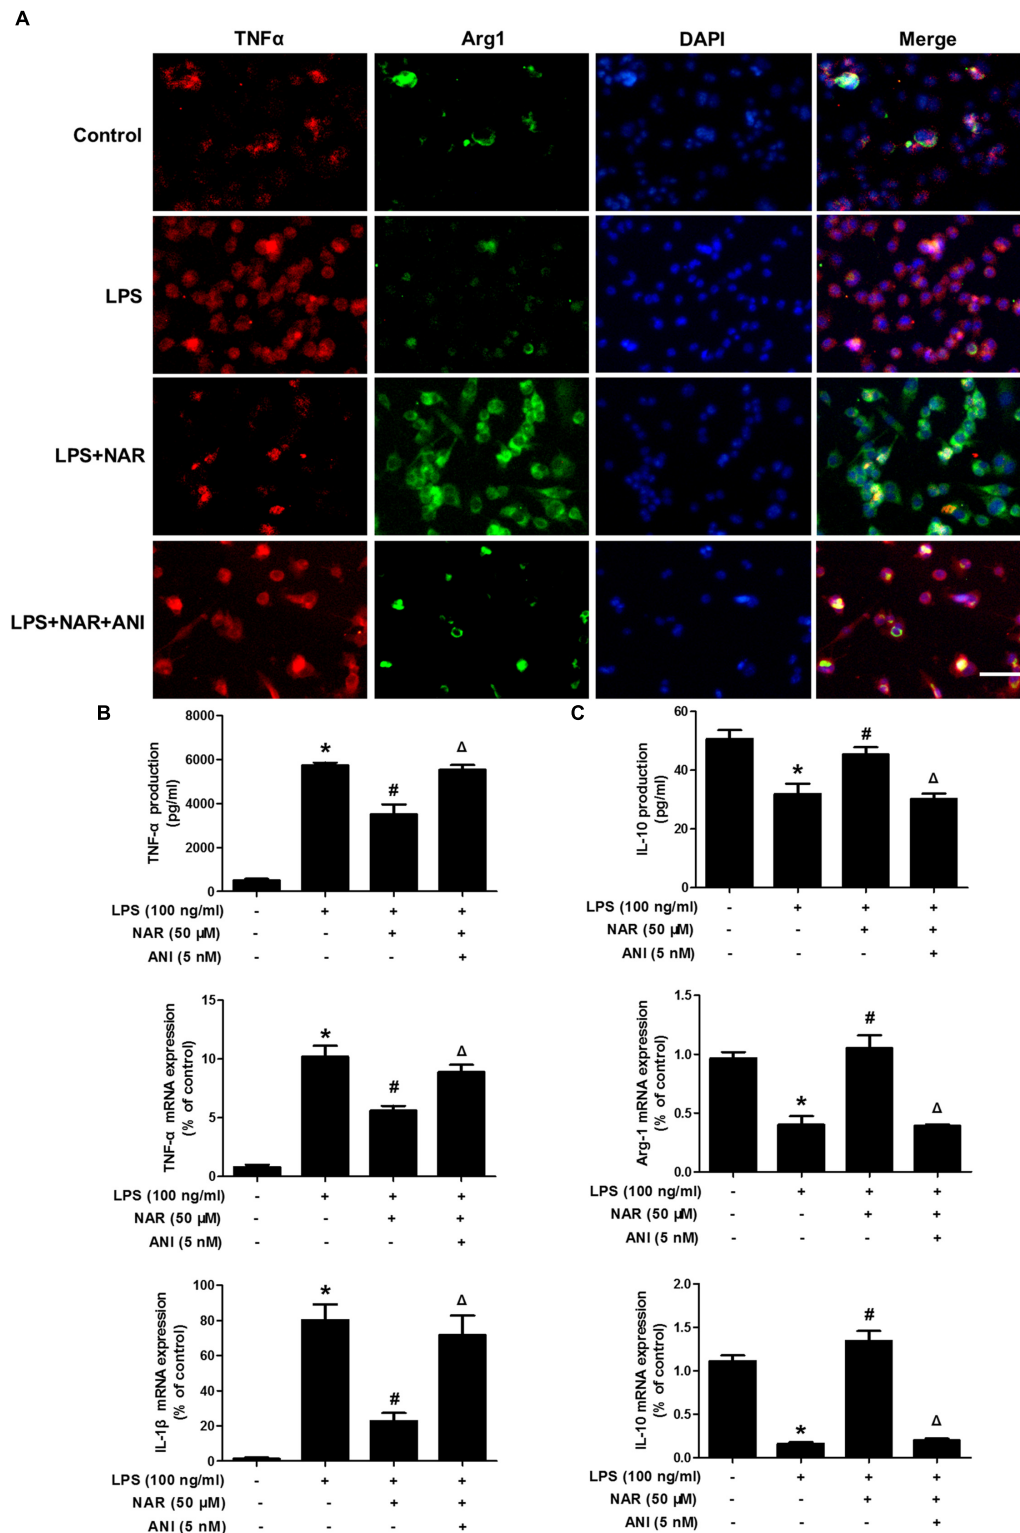 A
TNFα Arg1 DAPI Merge
Control
LPS
LPS+NAR
LPS+NAR+ANI
B
TNF-α production
(pg/ml)
8000
6000
4000
2000
0
* # Δ
LPS (100 ng/ml) - + + +
NAR (50 µM) - - + +
ANI (5 nM) - - - +
TNF-α mRNA expression
(% of control)
15
10
5
0
* # Δ
LPS (100 ng/ml) - + + +
NAR (50 µM) - - + +
ANI (5 nM) - - - +
IL-1β mRNA expression
(% of control)
100
80
60
40
20
0
* # Δ
LPS (100 ng/ml) - + + +
NAR (50 µM) - - + +
ANI (5 nM) - - - +
C
IL-10 production
(pg/ml)
60
40
20
0
* # Δ
LPS (100 ng/ml) - + + +
NAR (50 µM) - - + +
ANI (5 nM) - - - +
Arg-1 mRNA expression
(% of control)
1.5
1.0
0.5
0.0
* # Δ
LPS (100 ng/ml) - + + +
NAR (50 µM) - - + +
ANI (5 nM) - - - +
IL-10 mRNA expression
(% of control)
2.0
1.5
1.0
0.5
0.0
* # Δ
LPS (100 ng/ml) - + + +
NAR (50 µM) - - + +
ANI (5 nM) - - - +